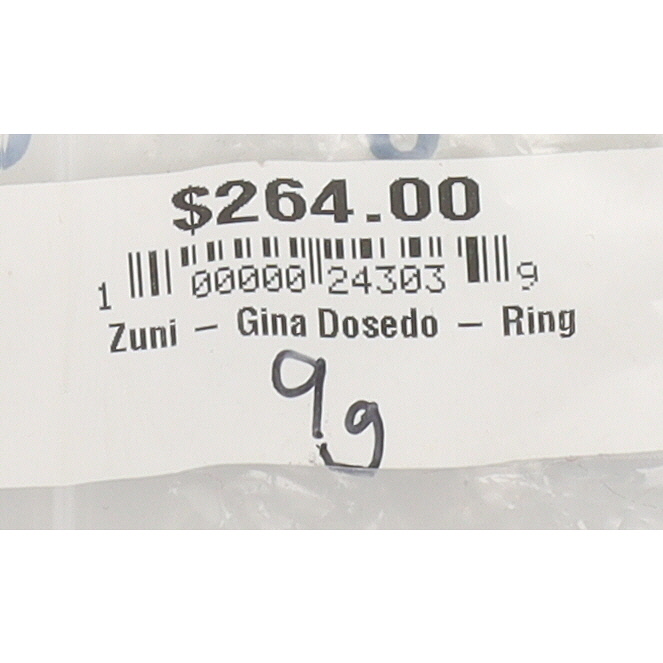 $264.00
1 00000 24303 9
Zuni – Gina Dosedo – Ring
9g